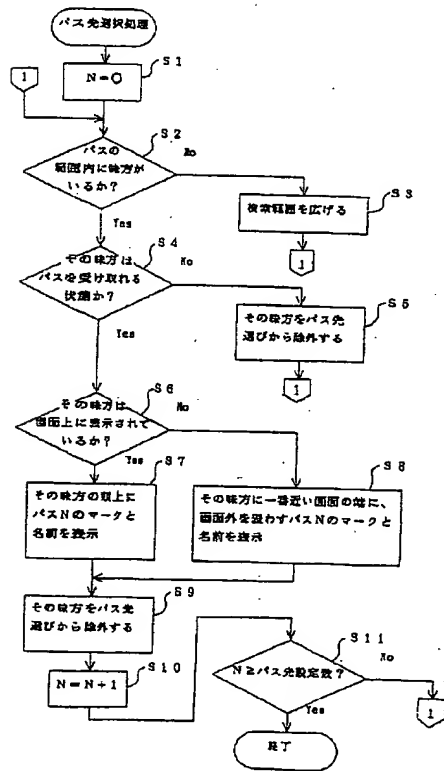 パス先選択処理
S1
1
N=0
S2
パスの
範囲内に味方が
いるか?
No
S3
検索範囲を広げる
Yes
1
S4
その味方は
パスを受け取れる
状態か?
No
S5
その味方をパス先
選びから除外する
Yes
1
S6
その味方は
画面上に表示されて
いるか?
No
Yes
S7
その味方の頭上に
パスNのマークと
名前を表示
S8
その味方に一番近い画面の端に、
画面外を表わすパスNのマークと
名前を表示
S9
その味方をパス先
選びから除外する
S10
N=N+1
S11
N≧パス先設定数?
No
1
Yes
終了